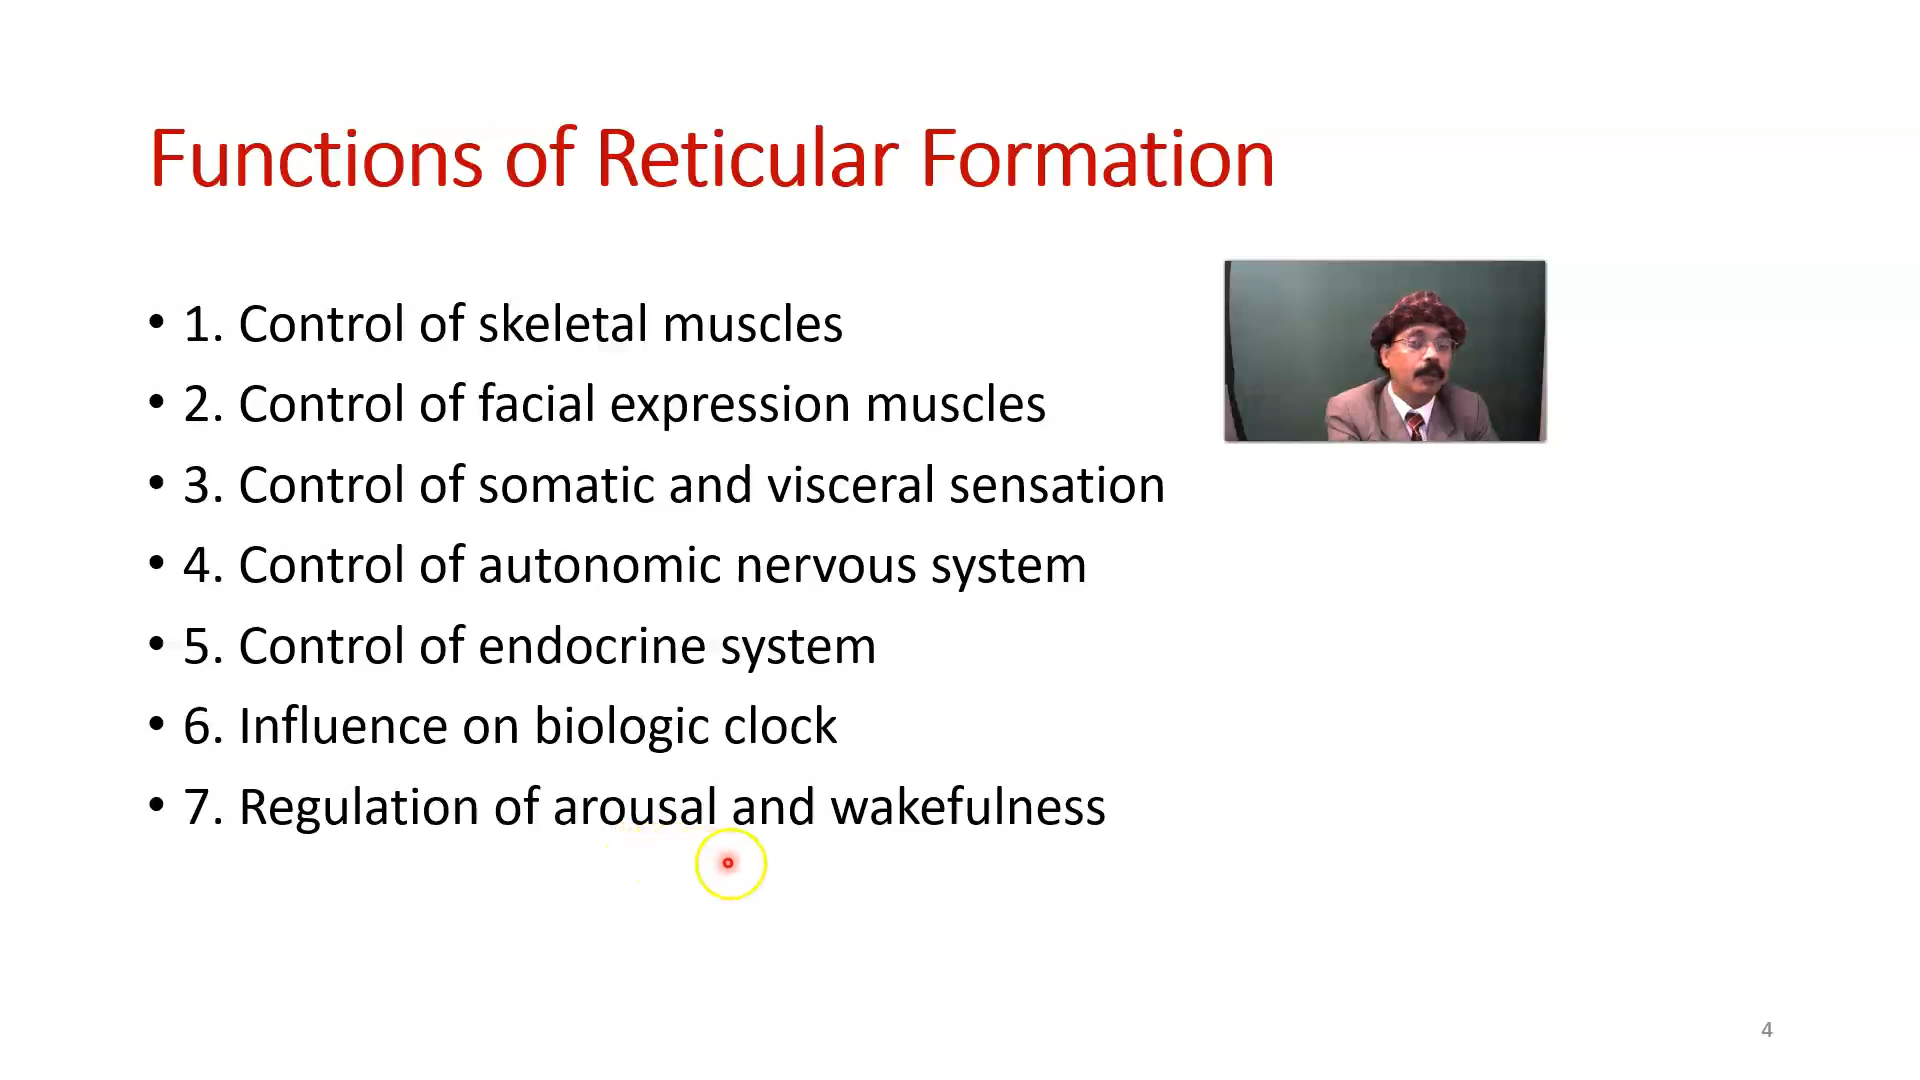 Functions of Reticular Formation
• 1. Control of skeletal muscles
• 2. Control of facial expression muscles
• 3. Control of somatic and visceral sensation
• 4. Control of autonomic nervous system
• 5. Control of endocrine system
• 6. Influence on biologic clock
• 7. Regulation of arousal and wakefulness
4